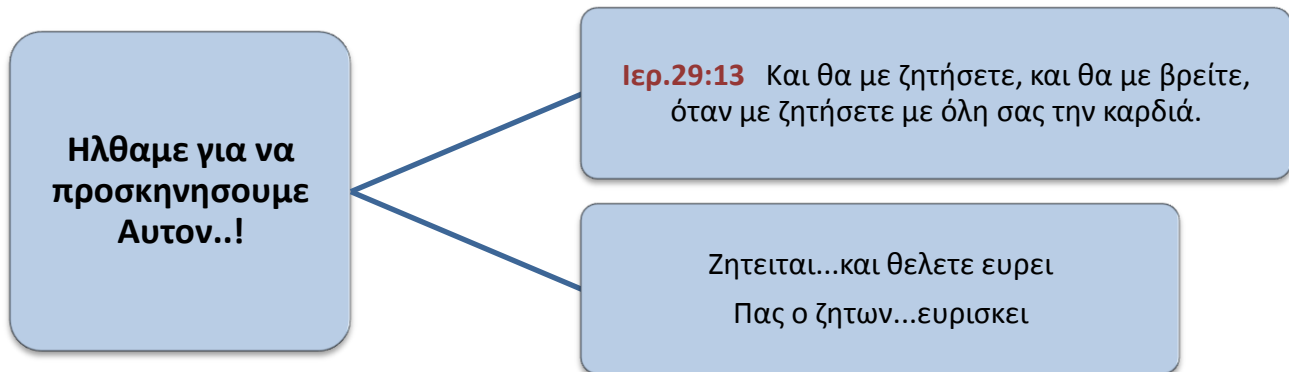 Ηλθαμε για να
προσκηνησουμε
Αυτον..!
Ιερ.29:13 Και θα με ζητήσετε, και θα με βρείτε,
όταν με ζητήσετε με όλη σας την καρδιά.
Ζητειται...και θελετε ευρει
Πας ο ζητων...ευρισκει